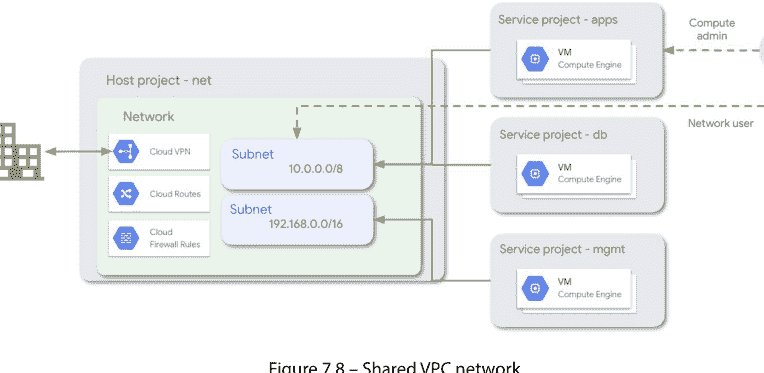 Service project - apps
VM
Compute Engine
Compute
admin
Host project - net
Network
Cloud VPN
Cloud Routes
Cloud
Firewall Rules
Subnet
10.0.0.0/8
Subnet
192.168.0.0/16
Network user
Service project - db
VM
Compute Engine
Service project - mgmt
VM
Compute Engine
Figure 7.8 – Shared VPC network